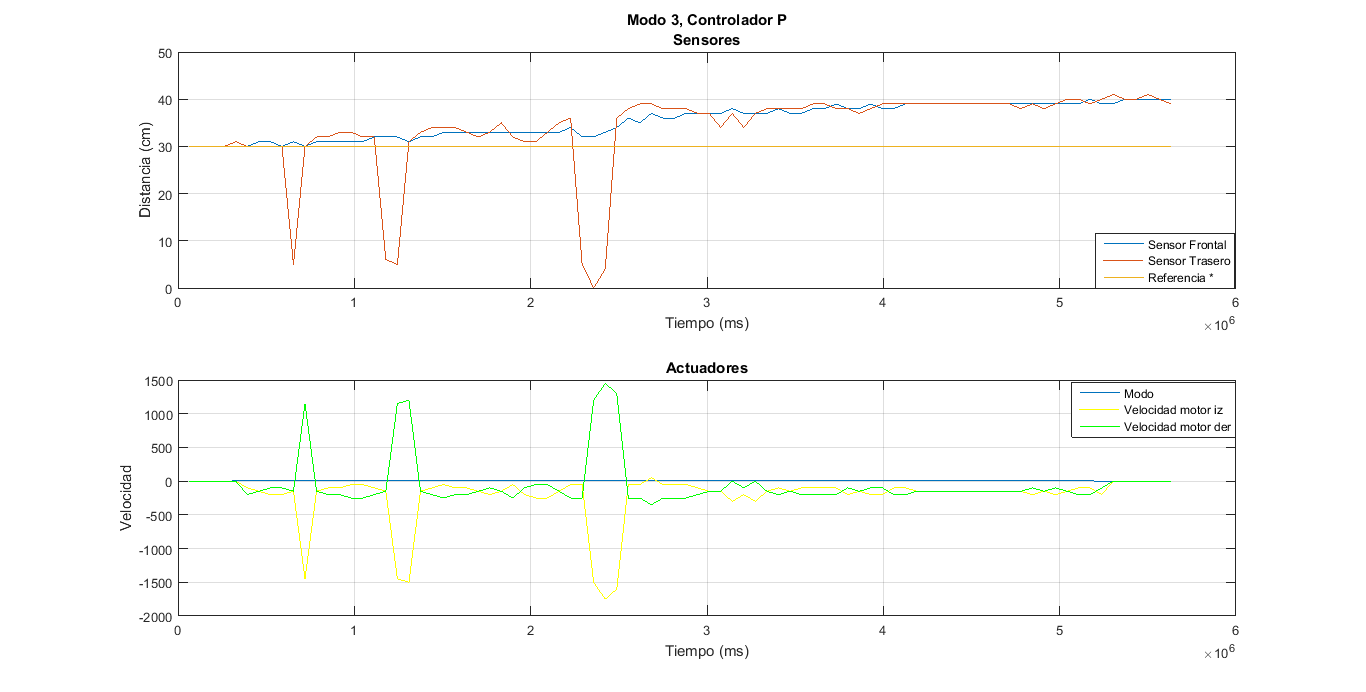 Modo 3, Controlador P
Sensores
Distancia (cm)
50
40
30
20
10
0
0 1 2 3 4 5 6
Tiempo (ms)
×10^6
Sensor Frontal
Sensor Trasero
Referencia *
Actuadores
Velocidad
1500
1000
500
0
-500
-1000
-1500
-2000
0 1 2 3 4 5 6
Tiempo (ms)
×10^6
Modo
Velocidad motor iz
Velocidad motor der